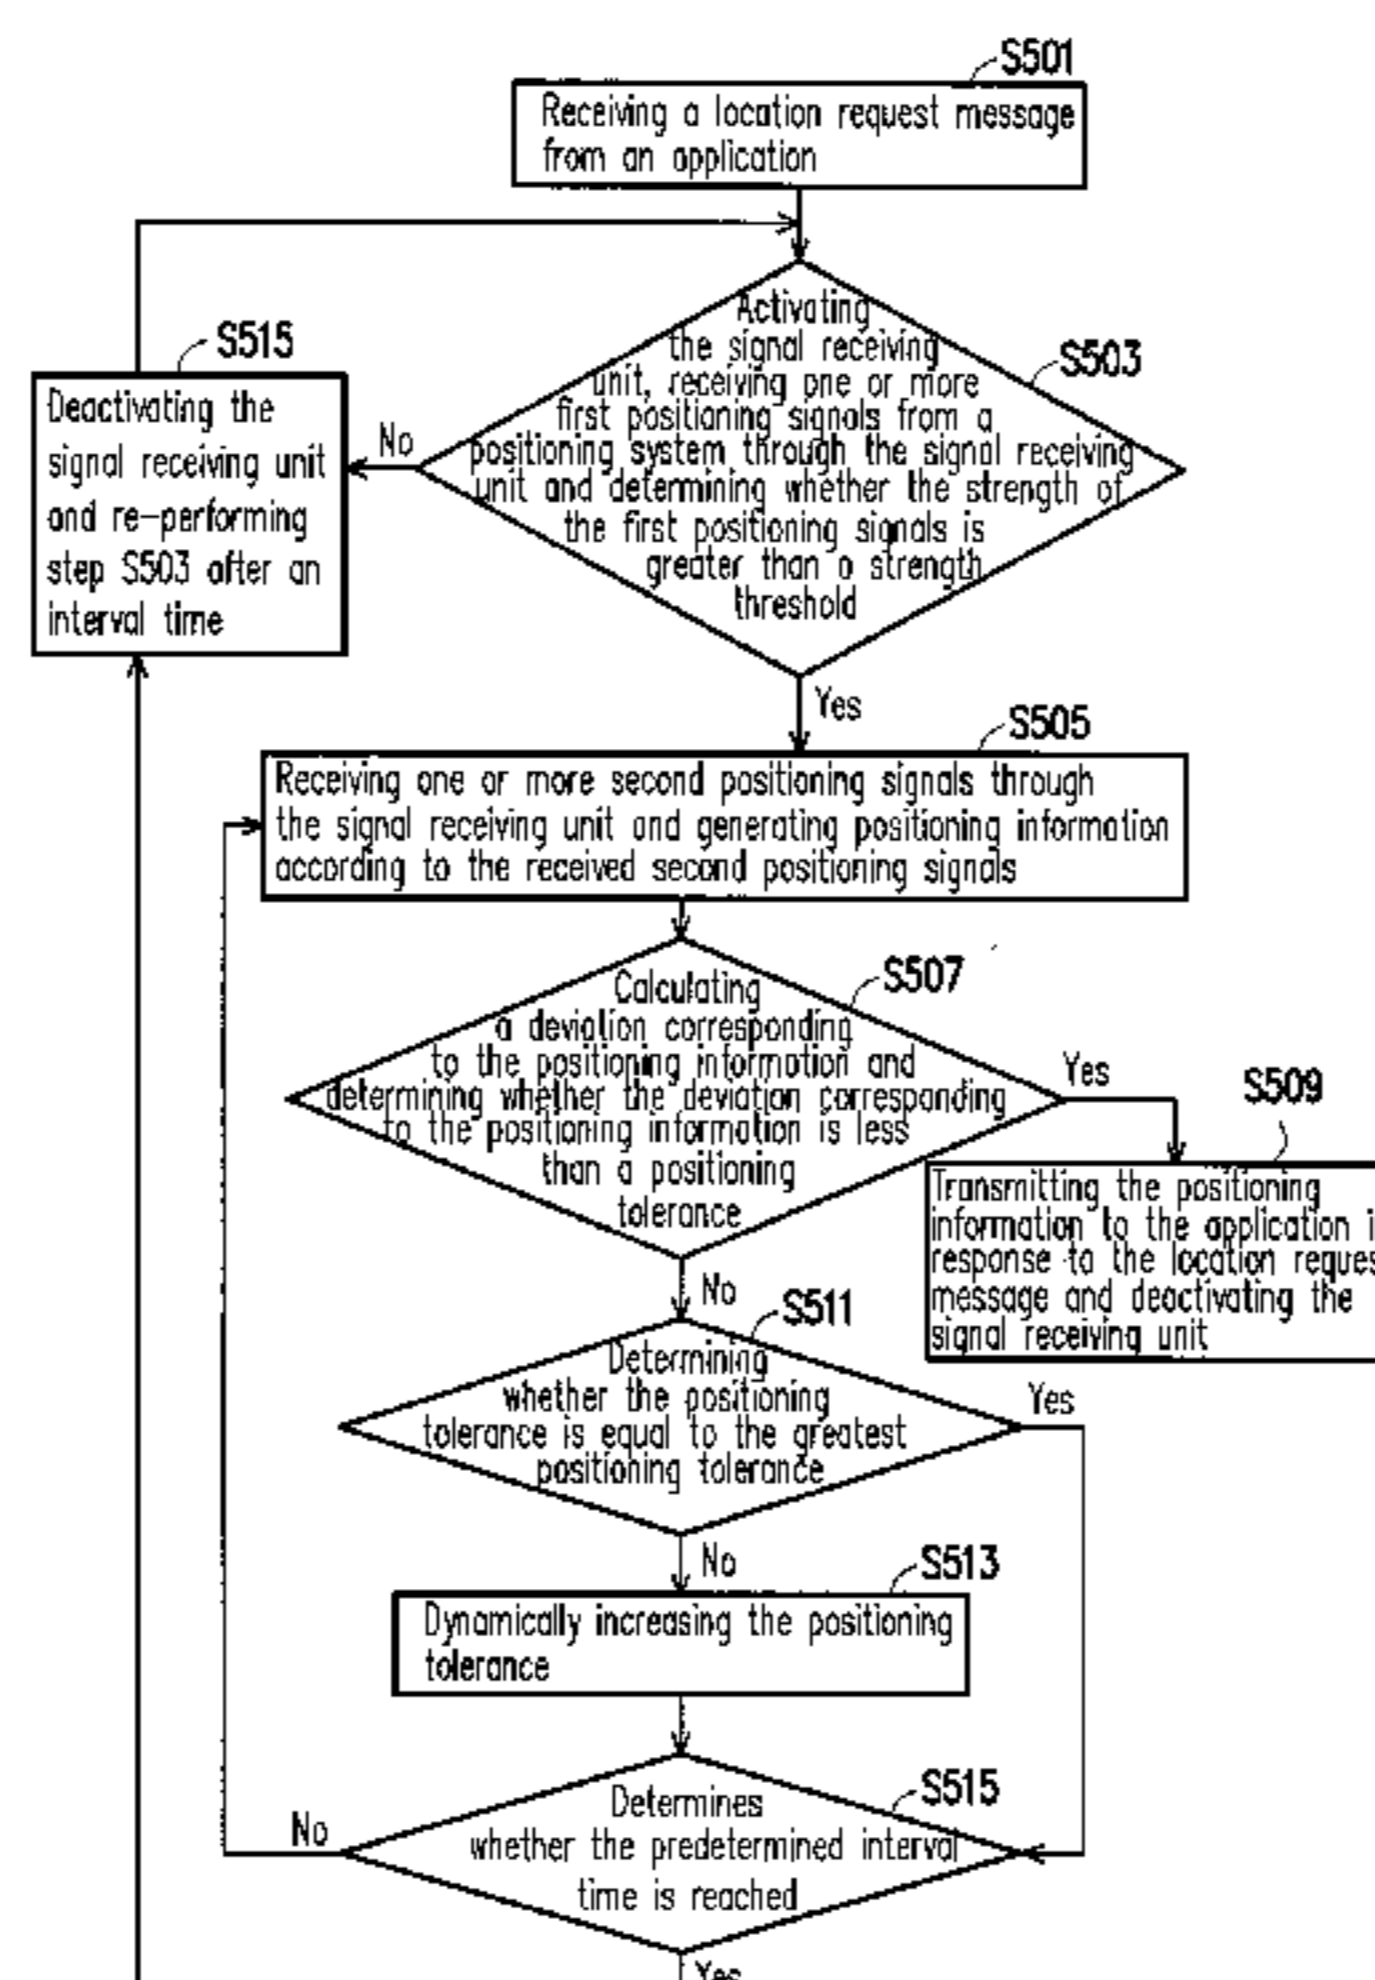 S501
Receiving a location request message
from an application
S515
Deactivating the
signal receiving unit
and re-performing
step S503 after an
interval time
No
S503
Activating
the signal receiving
unit, receiving one or more
first positioning signals from a
positioning system through the signal receiving
unit and determining whether the strength of
the first positioning signals is
greater than a strength
threshold
Yes
S505
Receiving one or more second positioning signals through
the signal receiving unit and generating positioning information
according to the received second positioning signals
S507
Calculating
a deviation corresponding
to the positioning information and
determining whether the deviation corresponding
to the positioning information is less
than a positioning
tolerance
Yes
S509
Transmitting the positioning
information to the application i
response to the location reques
message and deactivating the
signal receiving unit
No
S511
Determining
whether the positioning
tolerance is equal to the greatest
positioning tolerance
Yes
No
S513
Dynamically increasing the positioning
tolerance
S515
Determines
whether the predetermined interval
time is reached
No
Yes